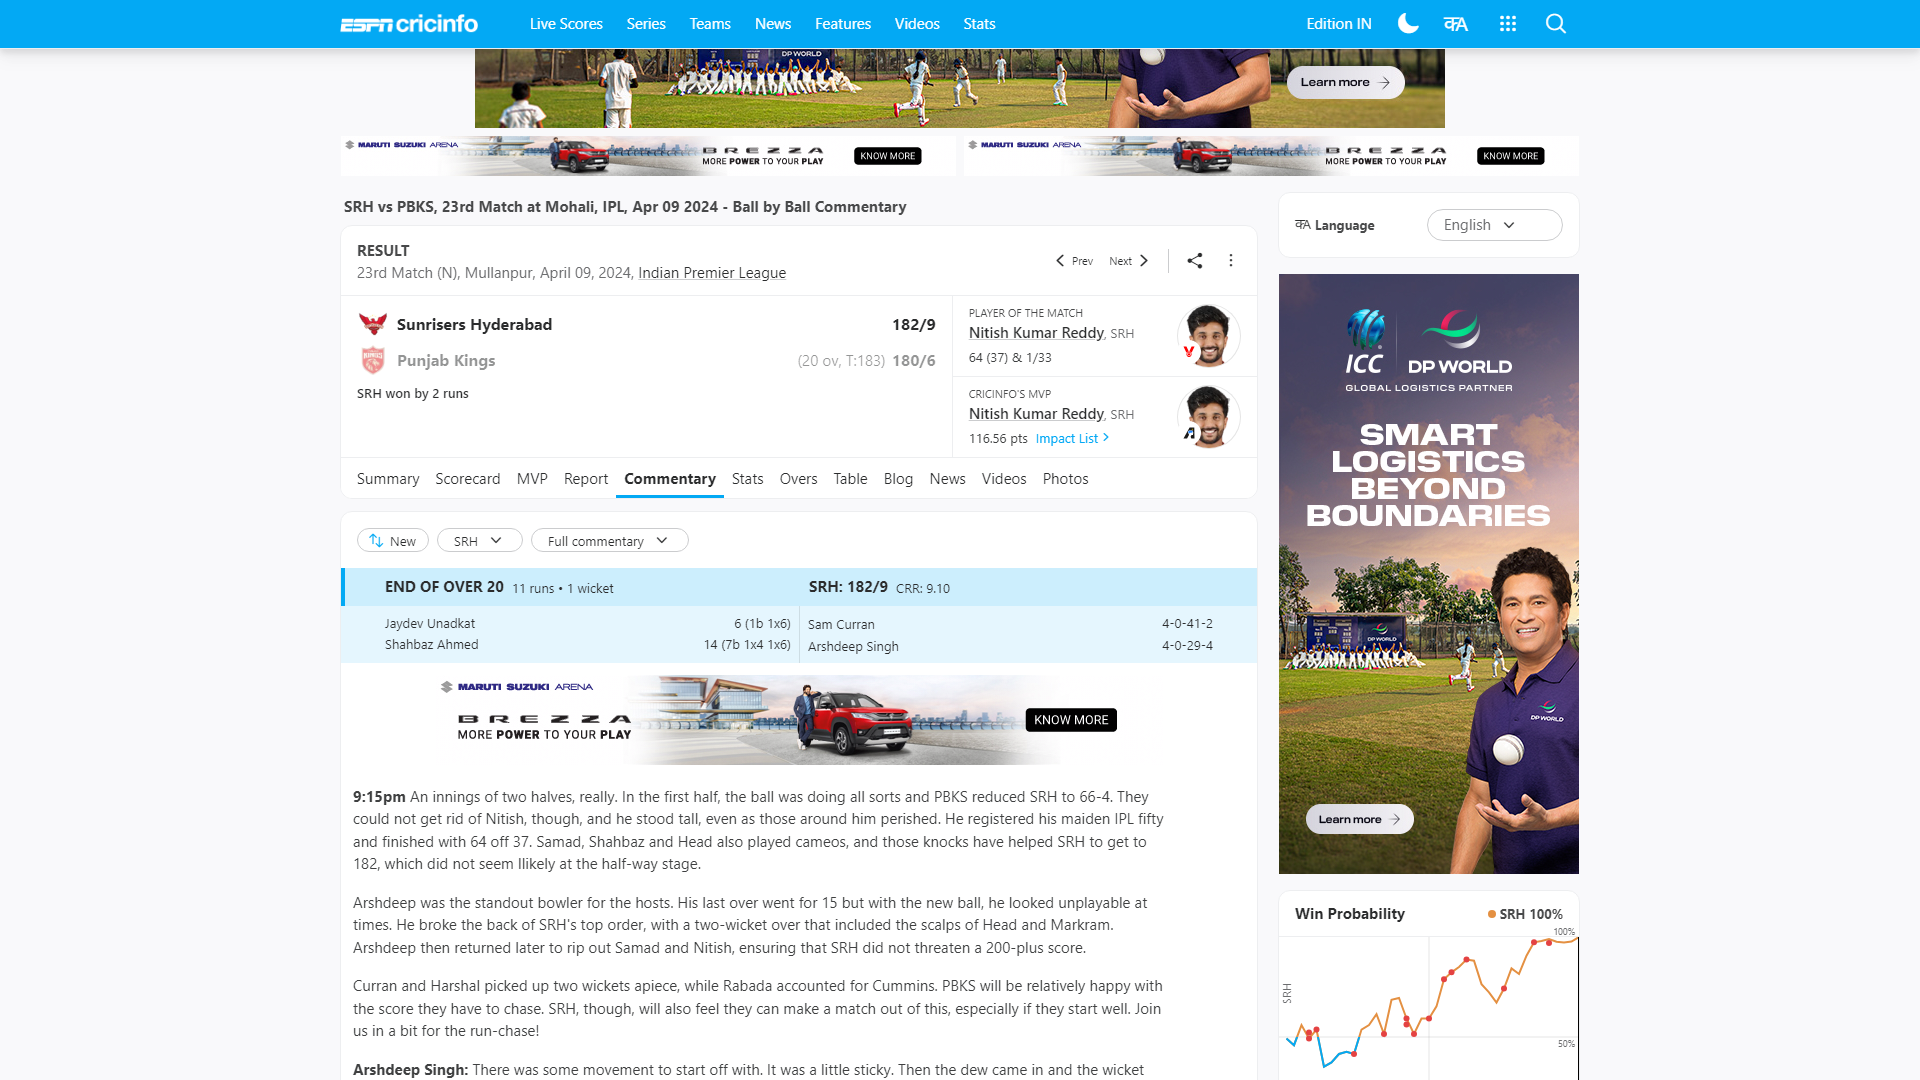 ESPN cricinfo Live Scores Series Teams News Features Videos Stats Edition IN
DP WORLD
Learn more
MARUTI SUZUKI ARENA BREZZA MORE POWER TO YOUR PLAY KNOW MORE
MARUTI SUZUKI ARENA BREZZA MORE POWER TO YOUR PLAY KNOW MORE
SRH vs PBKS, 23rd Match at Mohali, IPL, Apr 09 2024 - Ball by Ball Commentary
RESULT
23rd Match (N), Mullanpur, April 09, 2024, Indian Premier League
Prev Next
Sunrisers Hyderabad 182/9
Punjab Kings (20 ov, T:183) 180/6
SRH won by 2 runs
PLAYER OF THE MATCH
Nitish Kumar Reddy, SRH
64 (37) & 1/33
CRICINFO'S MVP
Nitish Kumar Reddy, SRH
116.56 pts Impact List
Summary Scorecard MVP Report Commentary Stats Overs Table Blog News Videos Photos
New SRH Full commentary
END OF OVER 20 11 runs • 1 wicket SRH: 182/9 CRR: 9.10
Jaydev Unadkat 6 (1b 1x6)
Shahbaz Ahmed 14 (7b 1x4 1x6)
Sam Curran 4-0-41-2
Arshdeep Singh 4-0-29-4
MARUTI SUZUKI ARENA
BREZZA
MORE POWER TO YOUR PLAY
KNOW MORE
9:15pm An innings of two halves, really. In the first half, the ball was doing all sorts and PBKS reduced SRH to 66-4. They
could not get rid of Nitish, though, and he stood tall, even as those around him perished. He registered his maiden IPL fifty
and finished with 64 off 37. Samad, Shahbaz and Head also played cameos, and those knocks have helped SRH to get to
182, which did not seem llikely at the half-way stage.
Arshdeep was the standout bowler for the hosts. His last over went for 15 but with the new ball, he looked unplayable at
times. He broke the back of SRH's top order, with a two-wicket over that included the scalps of Head and Markram.
Arshdeep then returned later to rip out Samad and Nitish, ensuring that SRH did not threaten a 200-plus score.
Curran and Harshal picked up two wickets apiece, while Rabada accounted for Cummins. PBKS will be relatively happy with
the score they have to chase. SRH, though, will also feel they can make a match out of this, especially if they start well. Join
us in a bit for the run-chase!
Arshdeep Singh: There was some movement to start off with. It was a little sticky. Then the dew came in and the wicket
Language English
ICC DP WORLD
GLOBAL LOGISTICS PARTNER
SMART
LOGISTICS
BEYOND
BOUNDARIES
DP WORLD
DP WORLD
Learn more
Win Probability SRH 100%
100%
SRH
50%